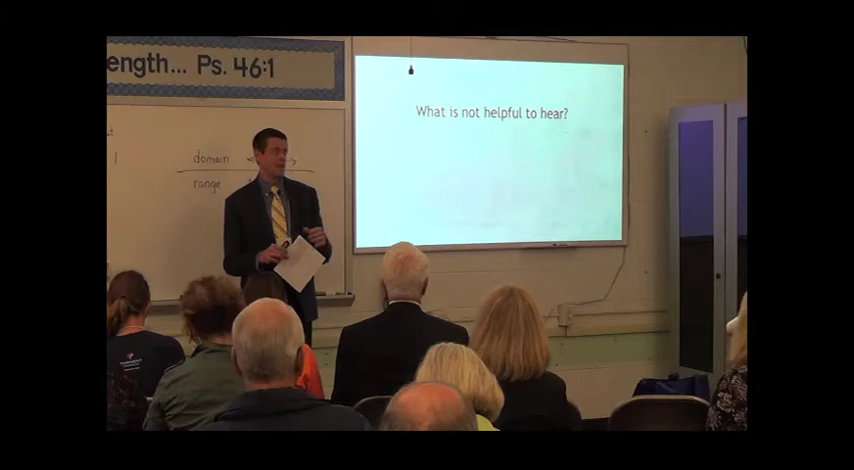 ength... Ps. 46:1
What is not helpful to hear?
domain
range